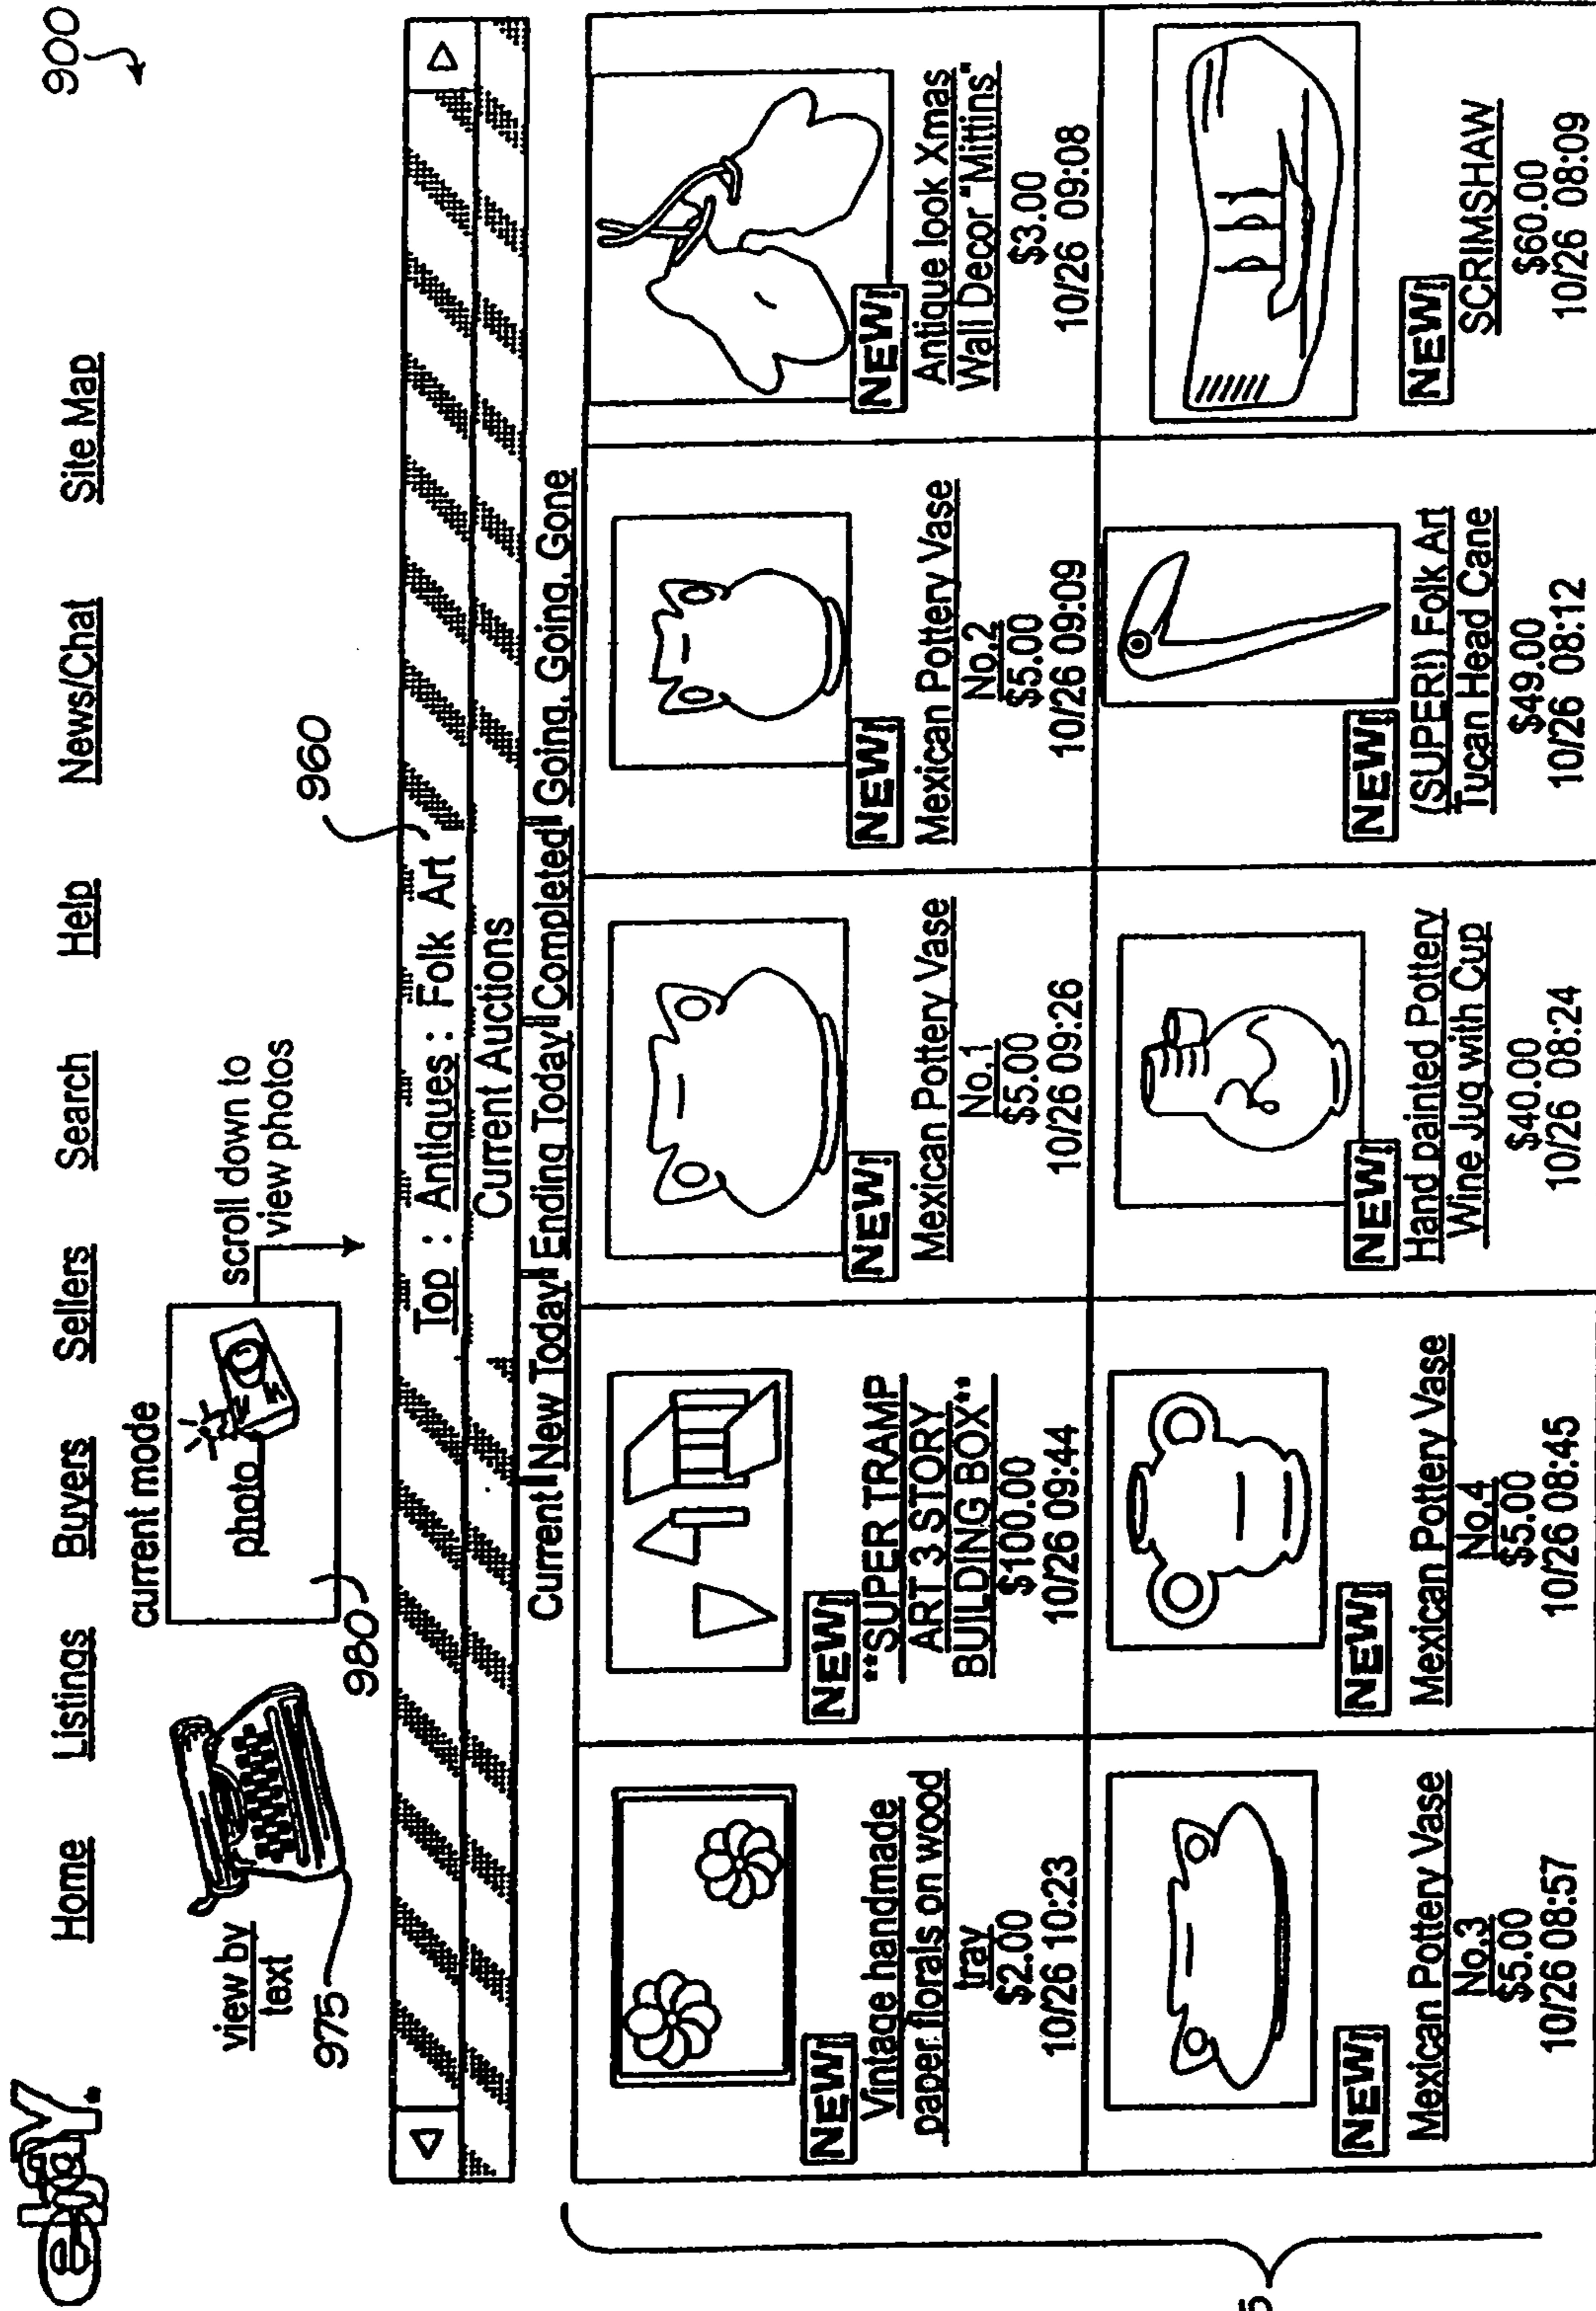 900
ebaY.
Home Listings Buyers Sellers Search Help News/Chat Site Map
view by
text
975
current mode
photo
980
scroll down to
view photos
960
Top : Antiques : Folk Art
Current Auctions
Current New Today Ending Today Completed Going, Going, Gone
NEW!
Vintage handmade
paper florals on wood
tray
$2.00
10/26 10:23
NEW!
**SUPER TRAMP
ART 3 STORY
BUILDING BOX**
$100.00
10/26 09:44
NEW!
Mexican Pottery Vase
No.1
$5.00
10/26 09:26
NEW!
Mexican Pottery Vase
No.2
$5.00
10/26 09:09
NEW!
Antique look Xmas
Wall Decor "Mittins"
$3.00
10/26 09:08
NEW!
Mexican Pottery Vase
No.3
$5.00
10/26 08:57
NEW!
Mexican Pottery Vase
No.4
$5.00
10/26 08:45
NEW!
Hand painted Pottery
Wine Jug with Cup
$40.00
10/26 08:24
NEW!
(SUPER!) Folk Art
Tucan Head Cane
$49.00
10/26 08:12
NEW!
SCRIMSHAW
$60.00
10/26 08:09